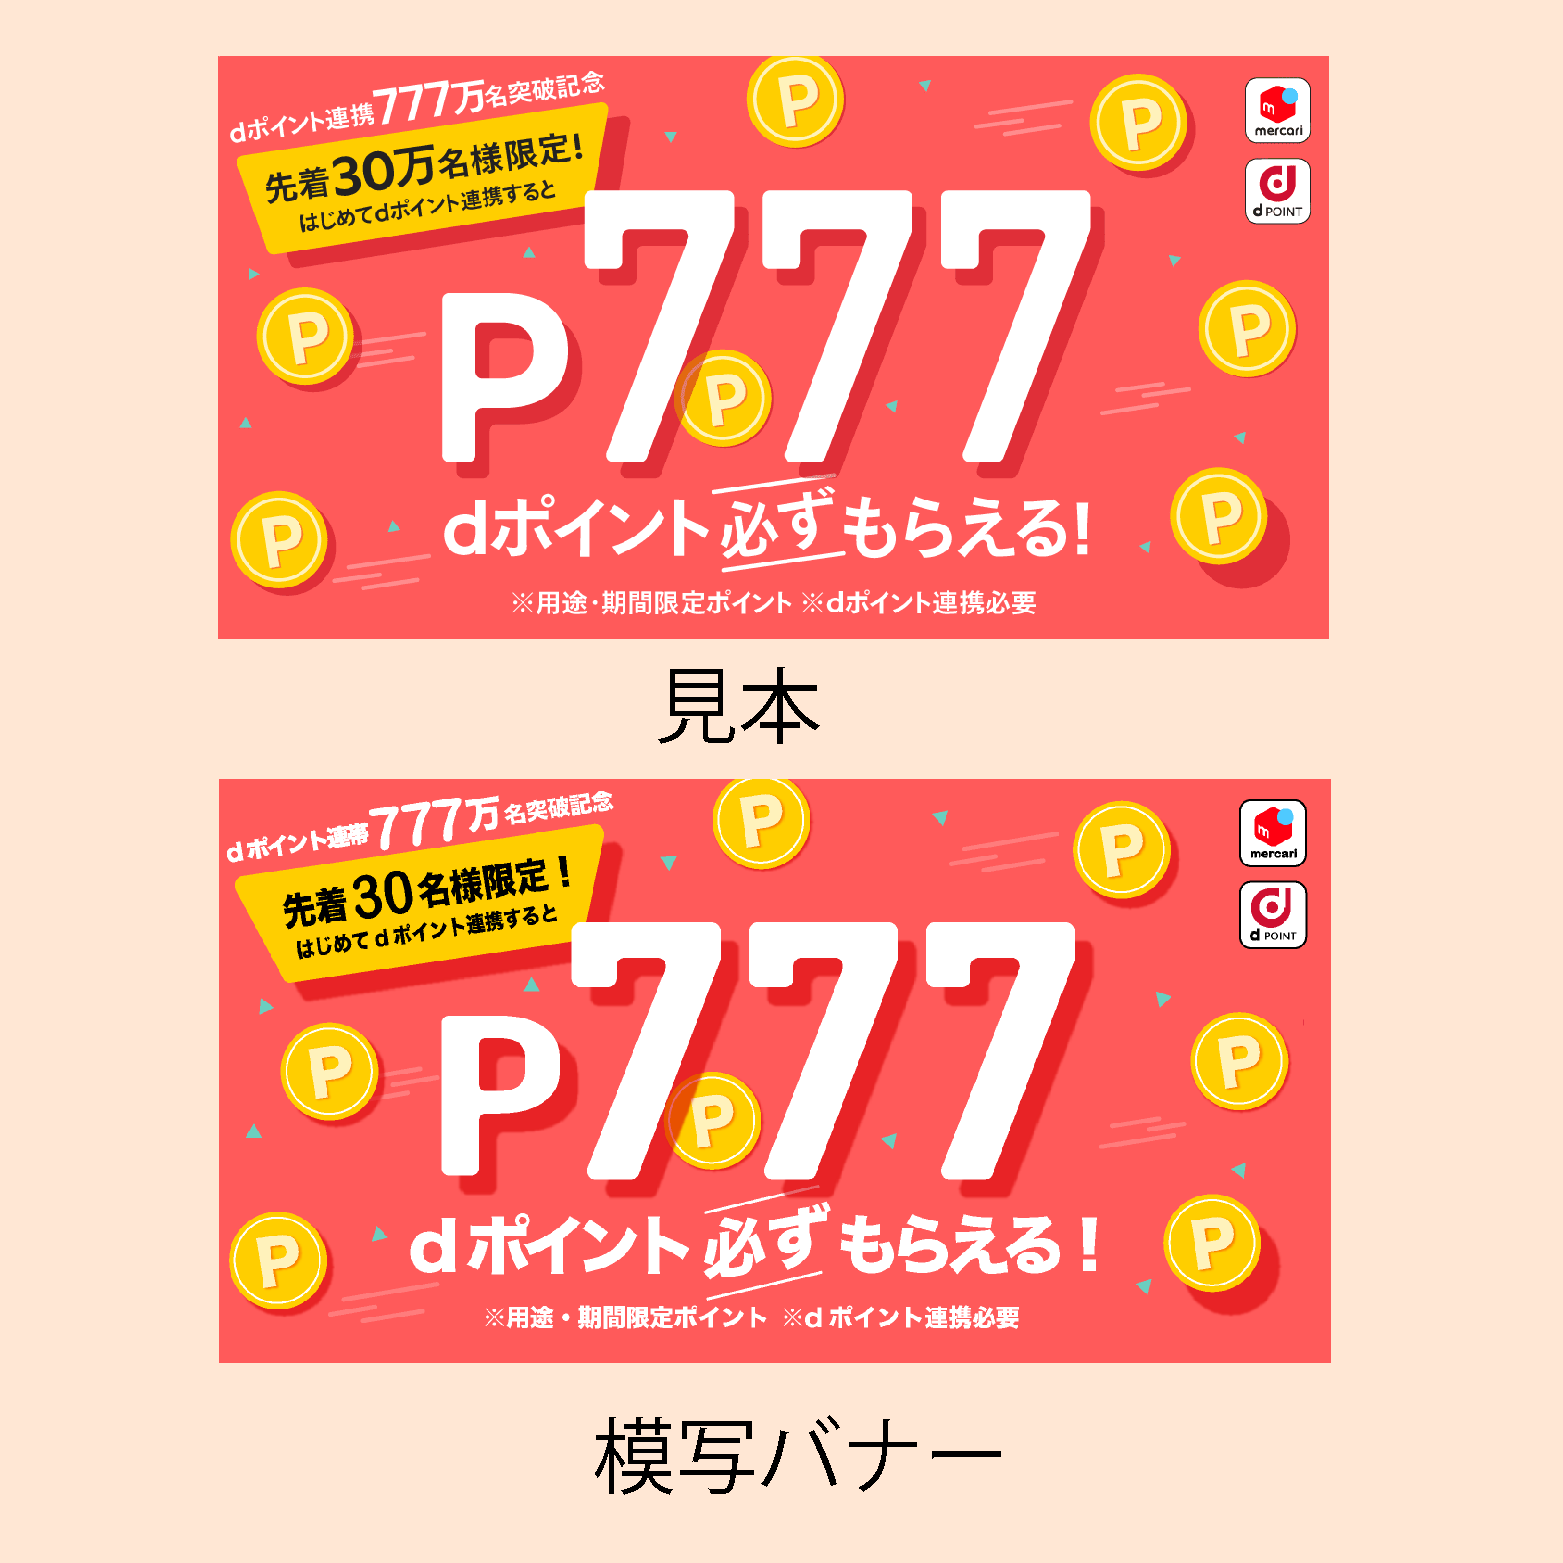 dポイント連携777万名突破記念
先着30万名様限定!
はじめてdポイント連携すると
P
P
mercari
d POINT
P777
P
P
P
P
P
dポイント必ずもらえる!
※用途・期間限定ポイント ※dポイント連携必要
見本
dポイント連帯777万名突破記念
先着30名様限定！
はじめてdポイント連携すると
P
P
mercari
d POINT
P777
P
P
P
P
P
dポイント必ずもらえる！
※用途・期間限定ポイント ※dポイント連携必要
模写バナー